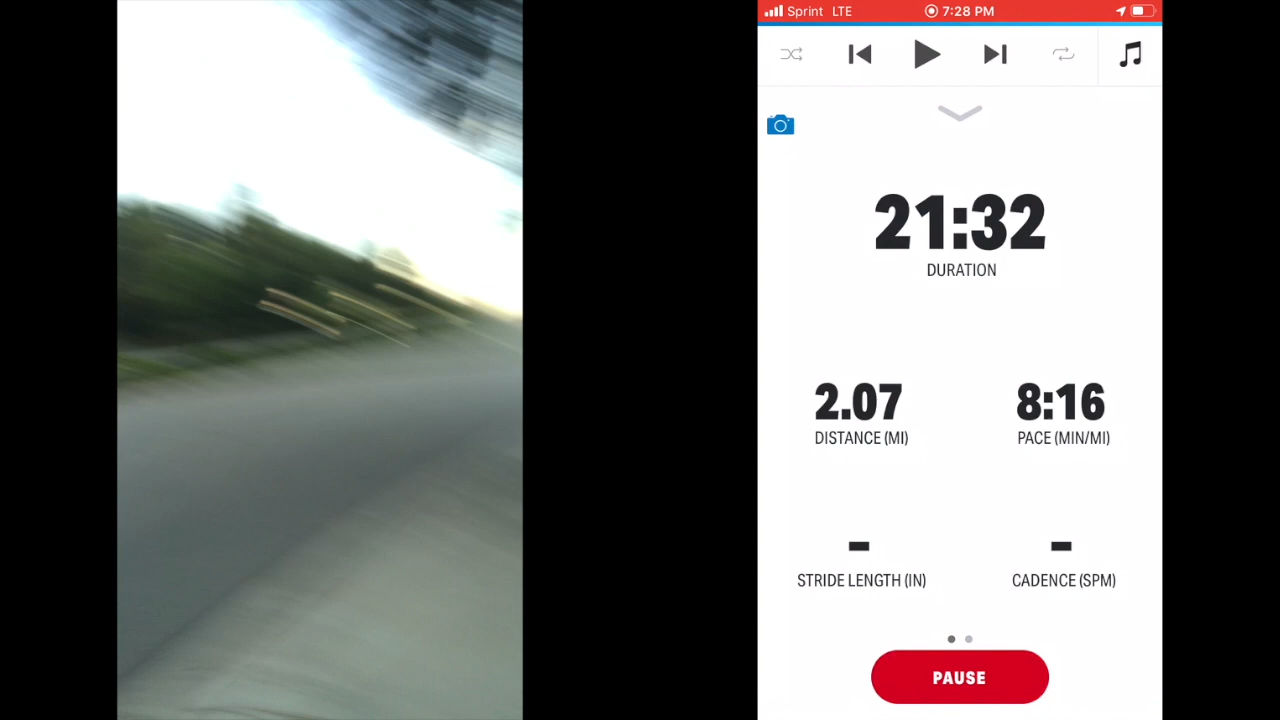 Sprint LTE 7:28 PM
21:32
DURATION
2.07 8:16
DISTANCE (MI) PACE (MIN/MI)
- -
STRIDE LENGTH (IN) CADENCE (SPM)
PAUSE